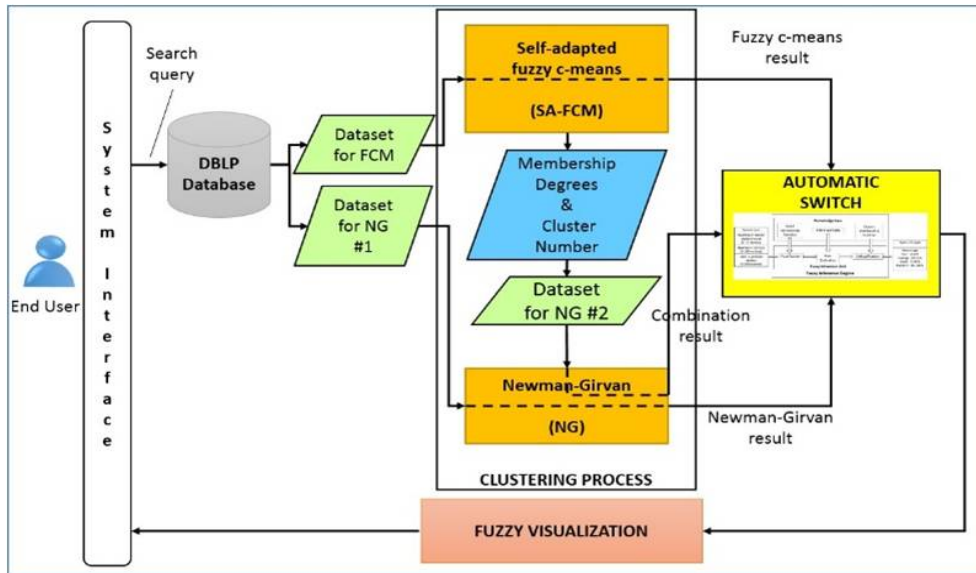 Search
query
System Interface
End User
DBLP
Database
Dataset
for FCM
Dataset
for NG
#1
Self-adapted
fuzzy c-means
(SA-FCM)
Membership
Degrees
&
Cluster
Number
Dataset
for NG #2
Newman-Girvan
(NG)
CLUSTERING PROCESS
Fuzzy c-means
result
Combination
result
Newman-Girvan
result
AUTOMATIC
SWITCH
FUZZY VISUALIZATION